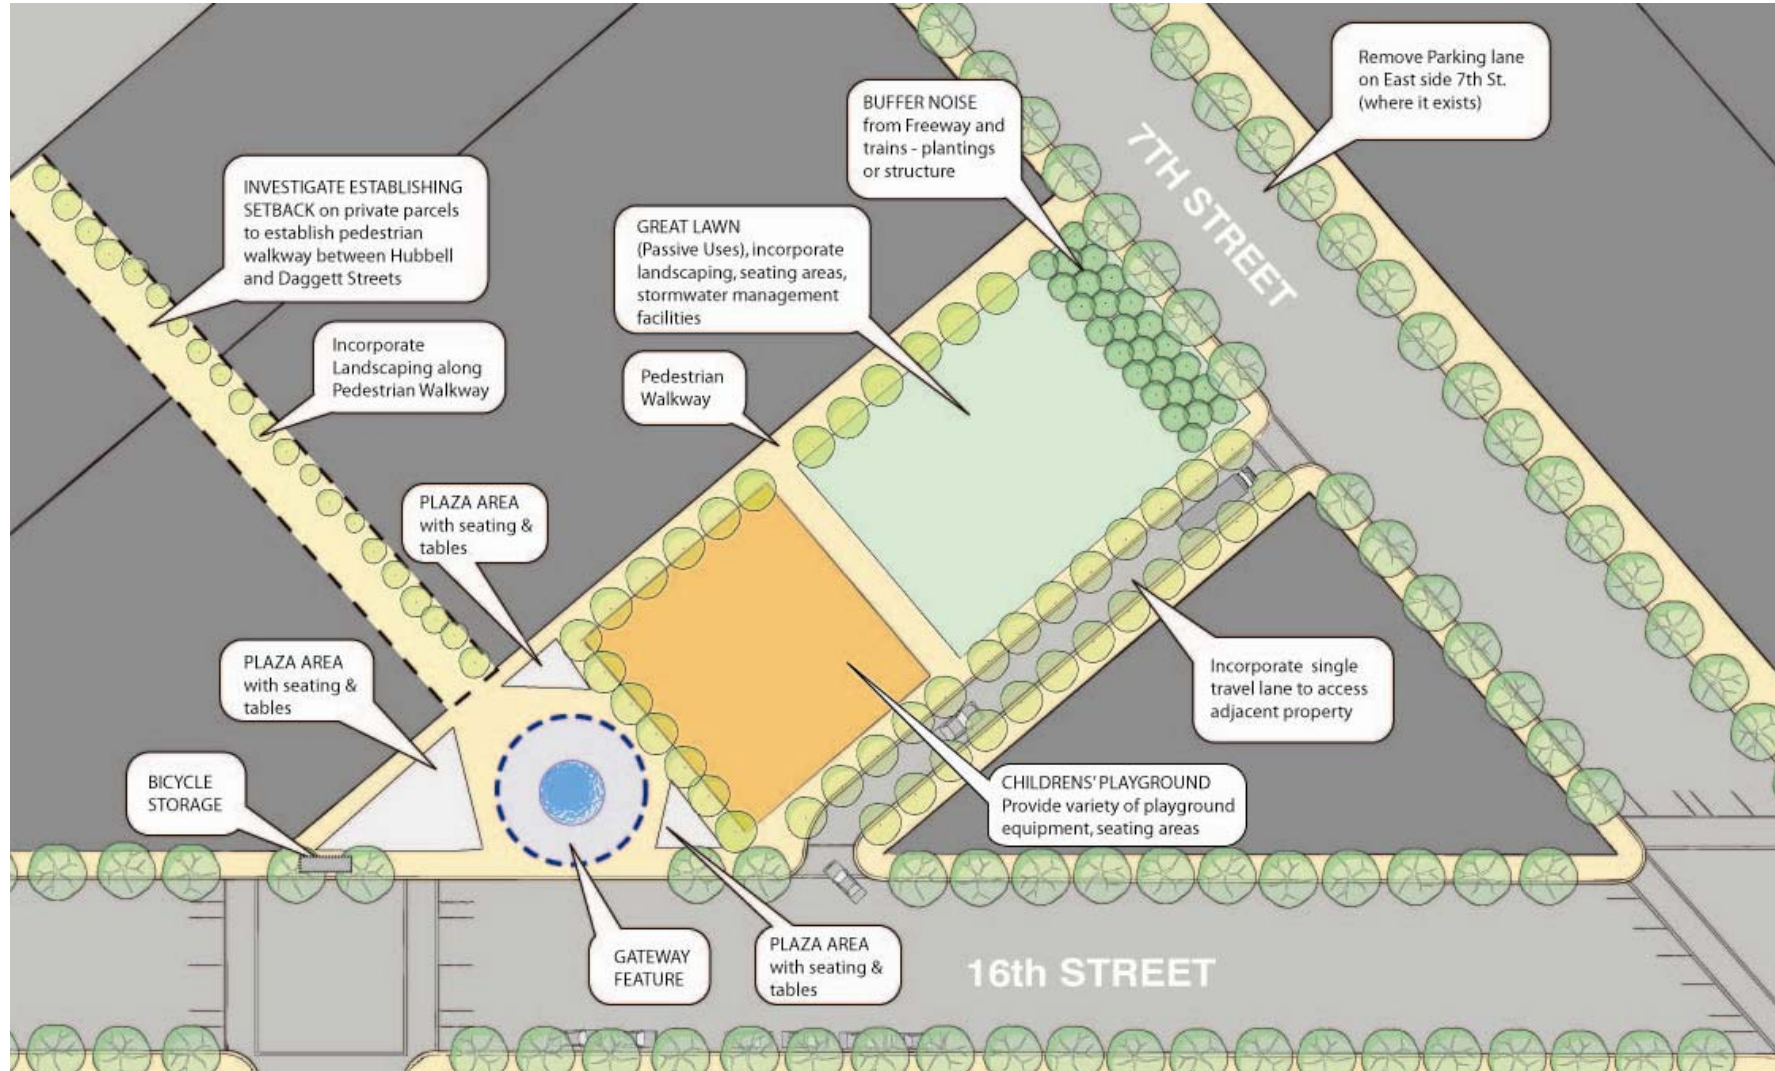 Remove Parking lane
on East side 7th St.
(where it exists)
BUFFER NOISE
from Freeway and
trains - plantings
or structure
7TH STREET
INVESTIGATE ESTABLISHING
SETBACK on private parcels
to establish pedestrian
walkway between Hubbell
and Daggett Streets
GREAT LAWN
(Passive Uses), incorporate
landscaping, seating areas,
stormwater management
facilities
Incorporate
Landscaping along
Pedestrian Walkway
Pedestrian
Walkway
PLAZA AREA
with seating &
tables
PLAZA AREA
with seating &
tables
Incorporate single
travel lane to access
adjacent property
BICYCLE
STORAGE
CHILDRENS' PLAYGROUND
Provide variety of playground
equipment, seating areas
GATEWAY
FEATURE
PLAZA AREA
with seating &
tables
16th STREET